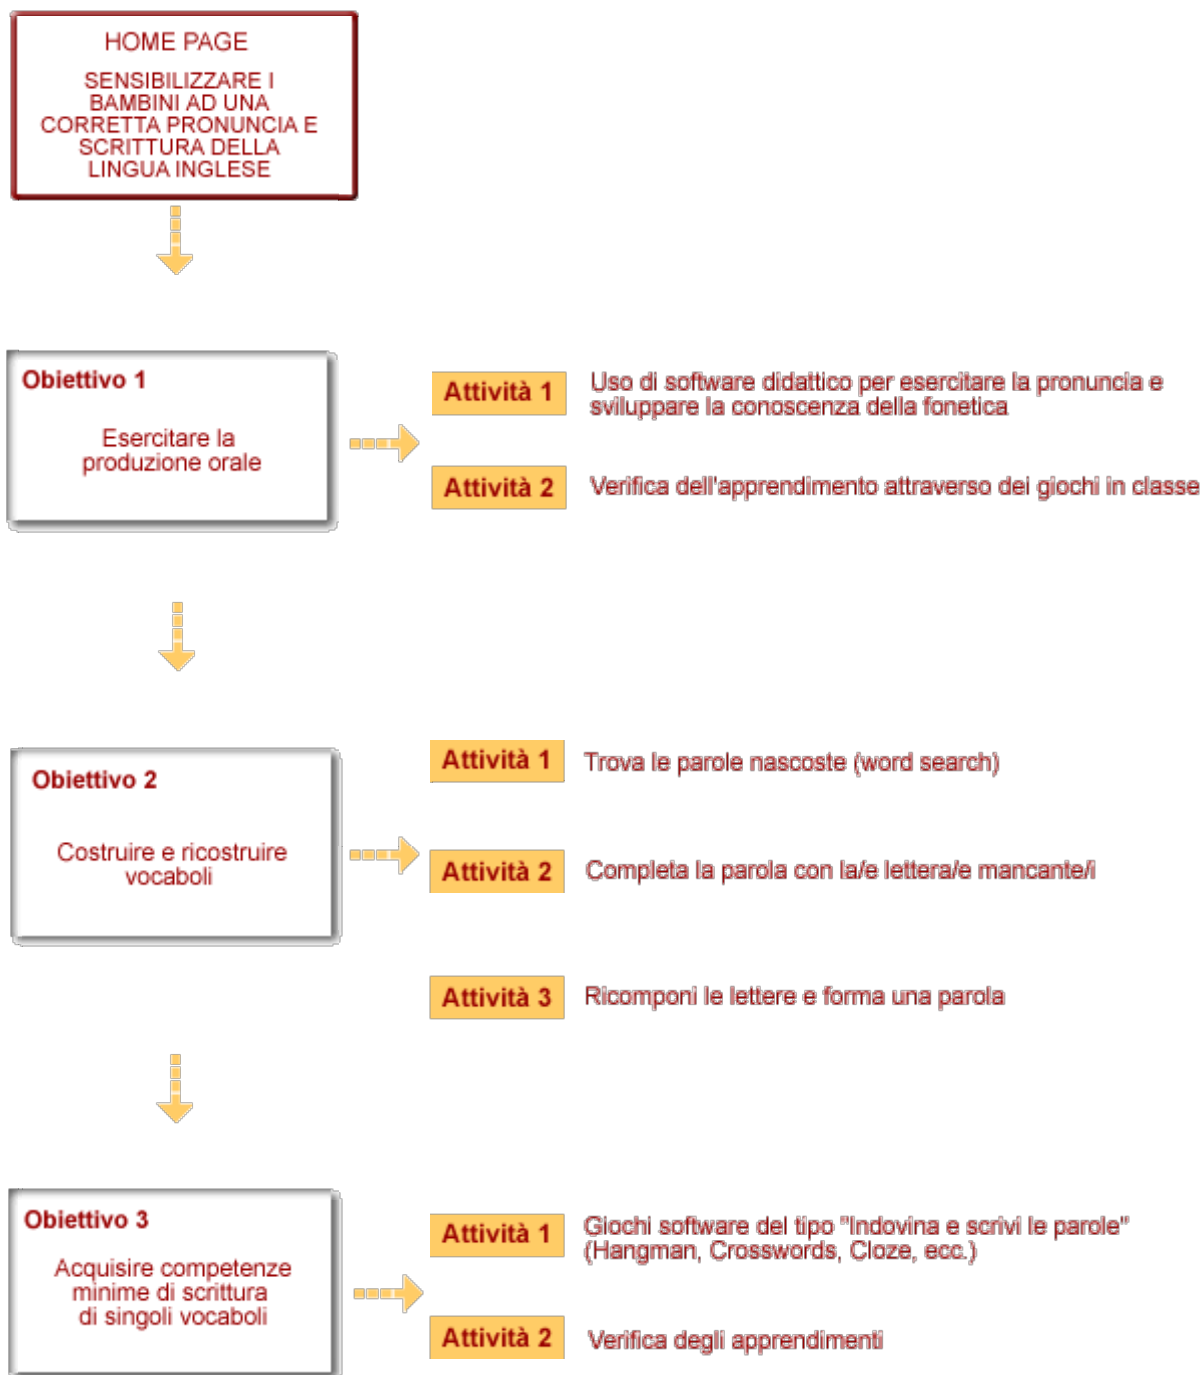 HOME PAGE
SENSIBILIZZARE I
BAMBINI AD UNA
CORRETTA PRONUNCIA E
SCRITTURA DELLA
LINGUA INGLESE
Obiettivo 1
Esercitare la
produzione orale
Attività 1
Uso di software didattico per esercitare la pronuncia e
sviluppare la conoscenza della fonetica
Attività 2
Verifica dell'apprendimento attraverso dei giochi in classe
Obiettivo 2
Costruire e ricostruire
vocaboli
Attività 1
Trova le parole nascoste (word search)
Attività 2
Completa la parola con la/e lettera/e mancante/i
Attività 3
Ricomponi le lettere e forma una parola
Obiettivo 3
Acquisire competenze
minime di scrittura
di singoli vocaboli
Attività 1
Giochi software del tipo "Indovina e scrivi le parole"
(Hangman, Crosswords, Cloze, ecc.)
Attività 2
Verifica degli apprendimenti